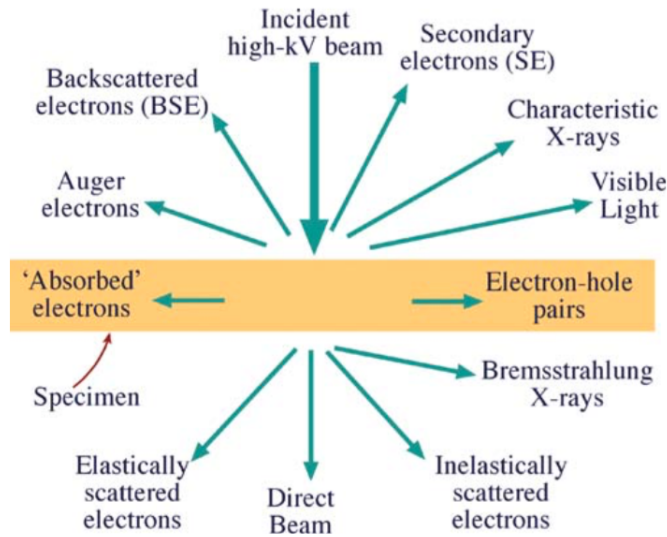 Incident
high-kV beam
Secondary
electrons (SE)
Backscattered
electrons (BSE)
Characteristic
X-rays
Auger
electrons
Visible
Light
‘Absorbed’
electrons
Electron-hole
pairs
Specimen
Bremsstrahlung
X-rays
Elastically
scattered
electrons
Direct
Beam
Inelastically
scattered
electrons